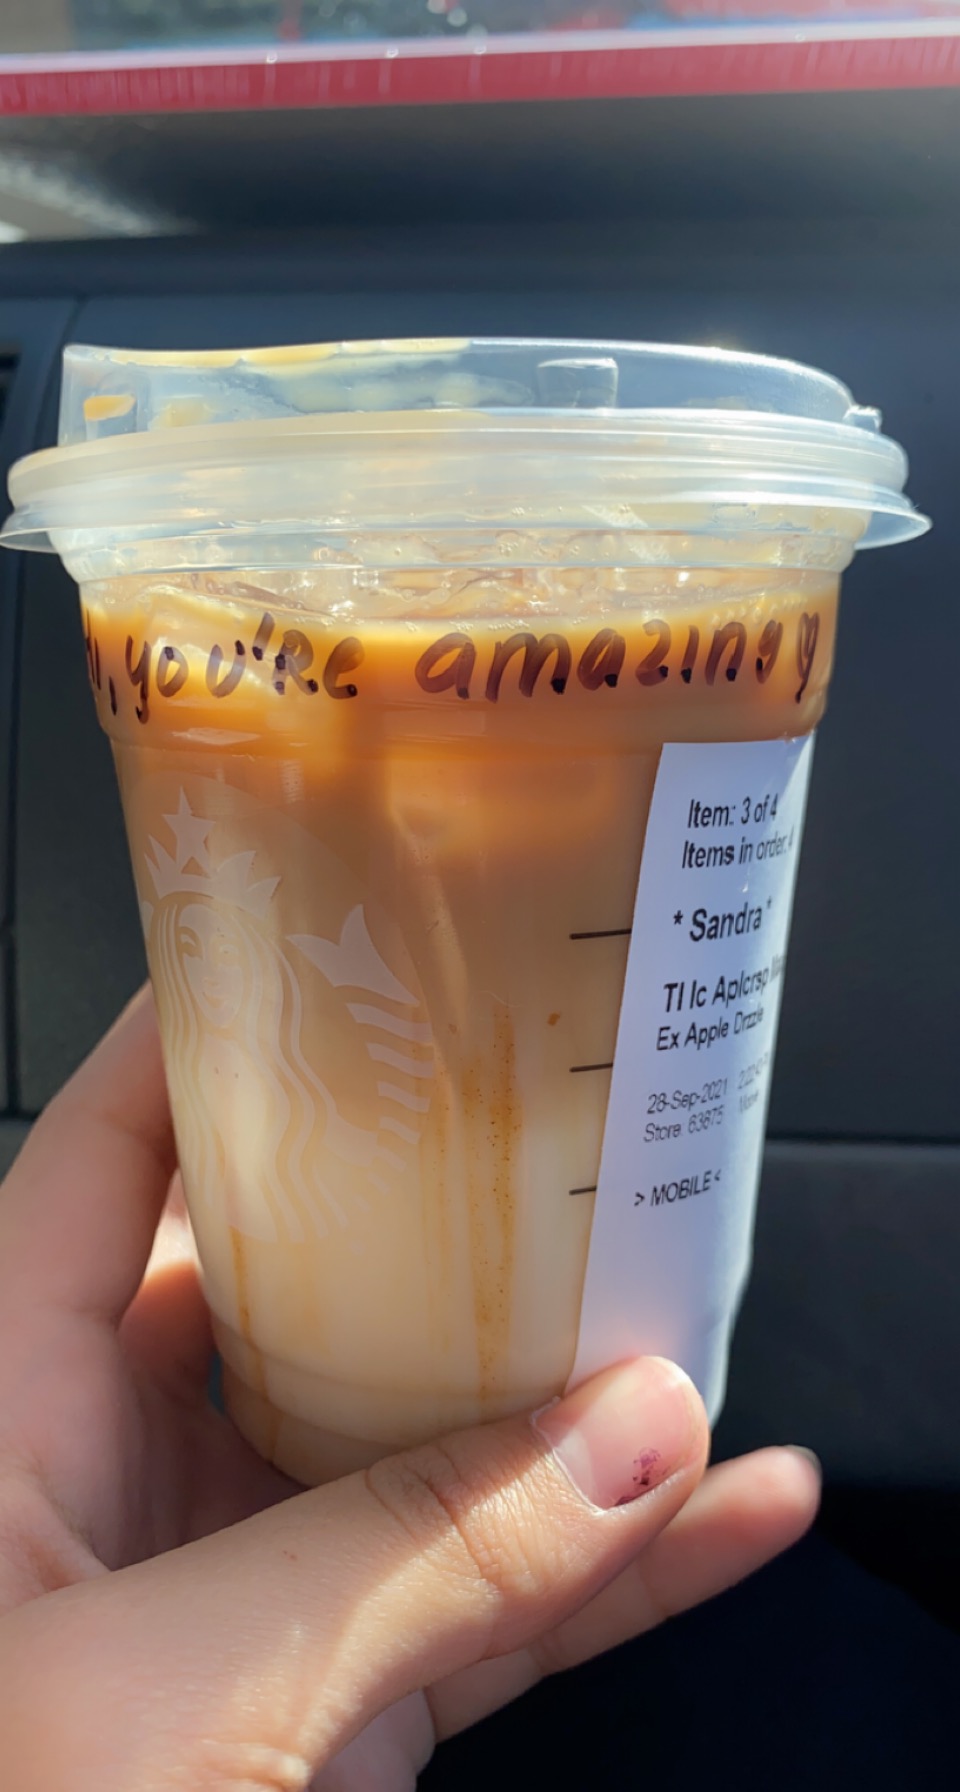 Hi, you're amazing
Item: 3 of 4
Items in order: 4
* Sandra *
Tl Ic Aplcrsp
Ex Apple Drzzle
28-Sep-2021
Store: 63875
> MOBILE <